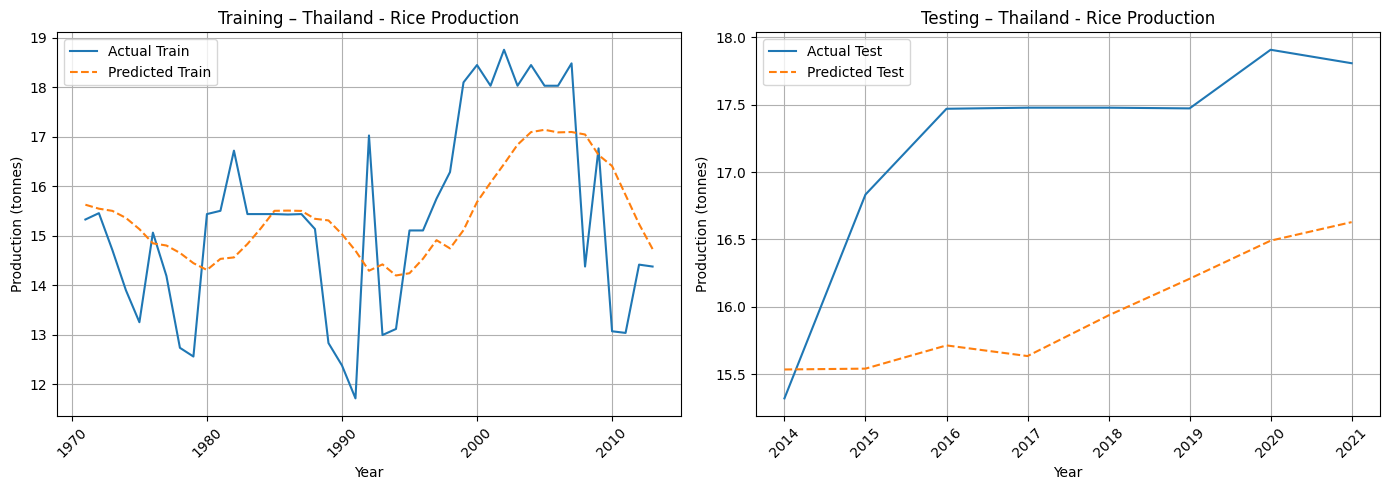 Training – Thailand - Rice Production
Actual Train
Predicted Train
Production (tonnes)
19
18
17
16
15
14
13
12
1970
1980
1990
2000
2010
Year
Testing – Thailand - Rice Production
Actual Test
Predicted Test
Production (tonnes)
18.0
17.5
17.0
16.5
16.0
15.5
2014
2015
2016
2017
2018
2019
2020
2021
Year